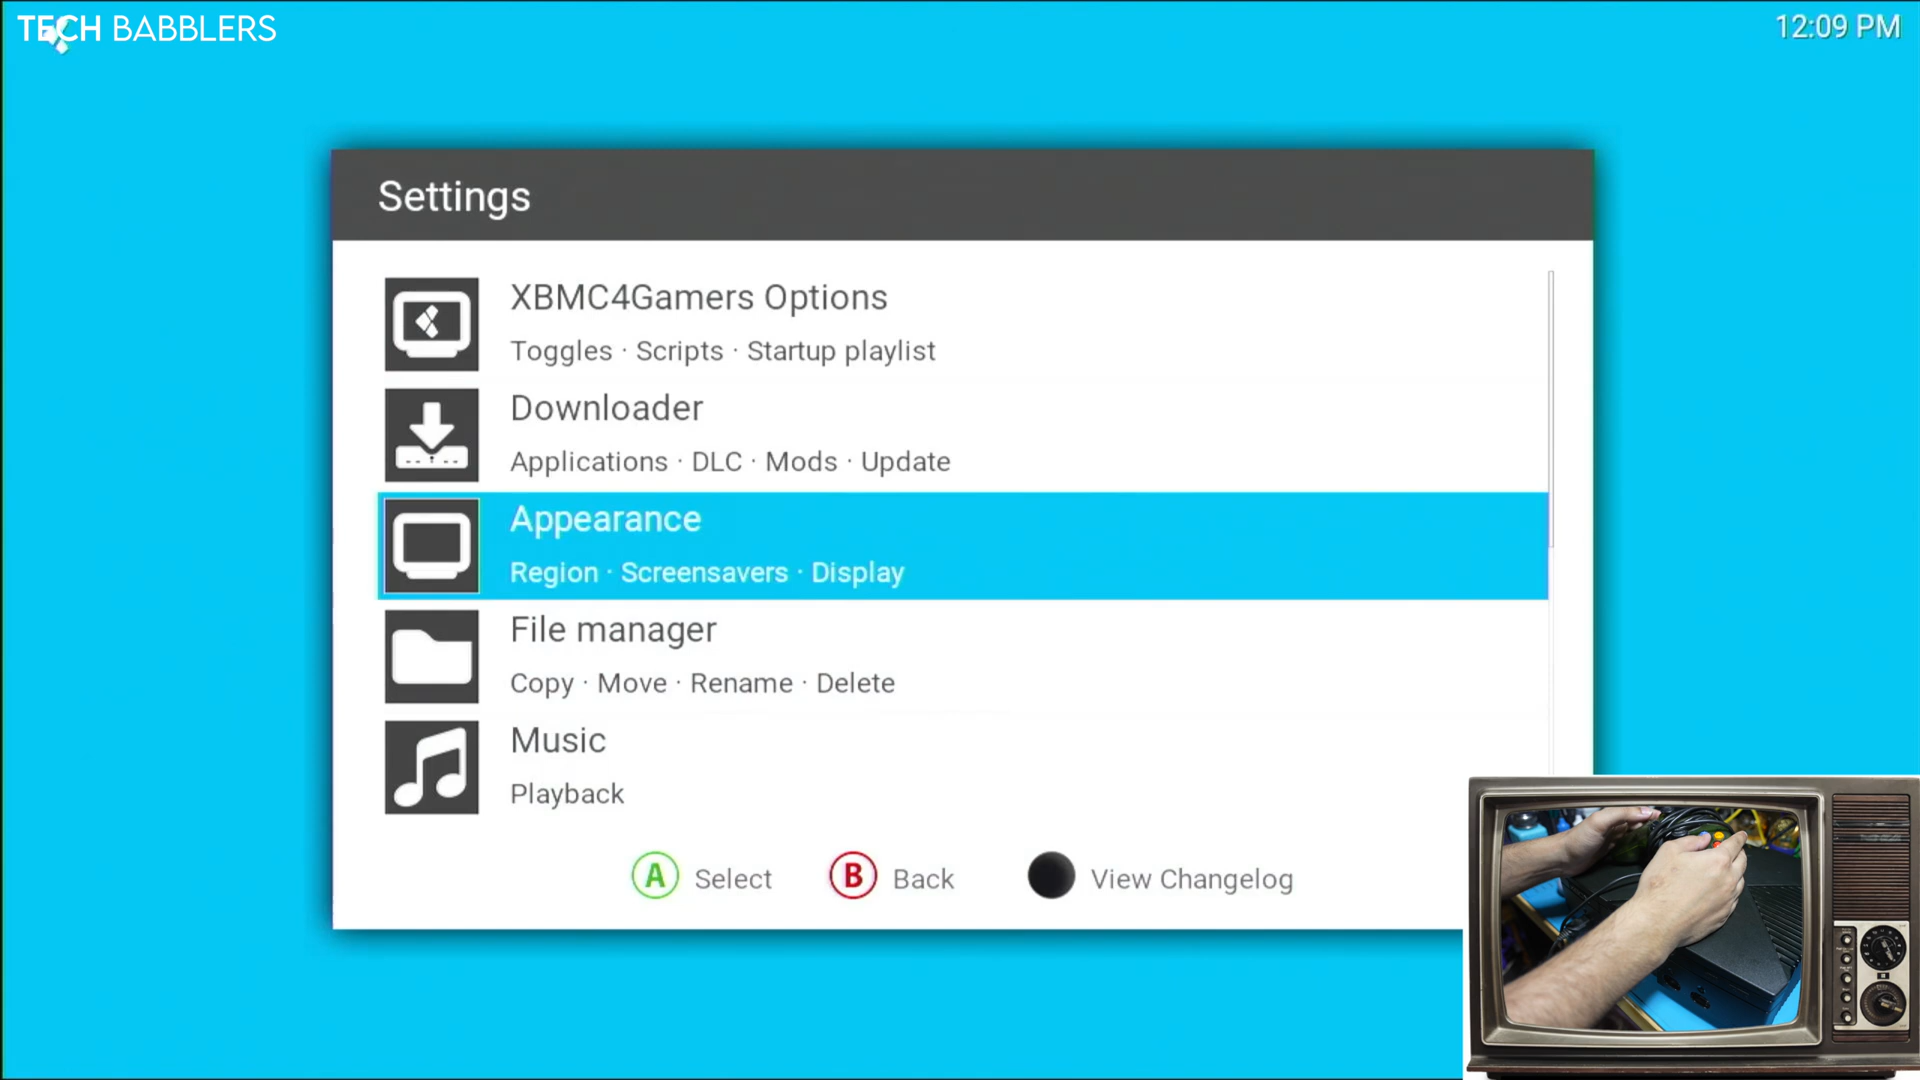 TECH BABBLERS
12:09 PM
Settings
XBMC4Gamers Options
Toggles · Scripts · Startup playlist
Downloader
Applications · DLC · Mods · Update
Appearance
Region · Screensavers · Display
File manager
Copy · Move · Rename · Delete
Music
Playback
A Select B Back View Changelog